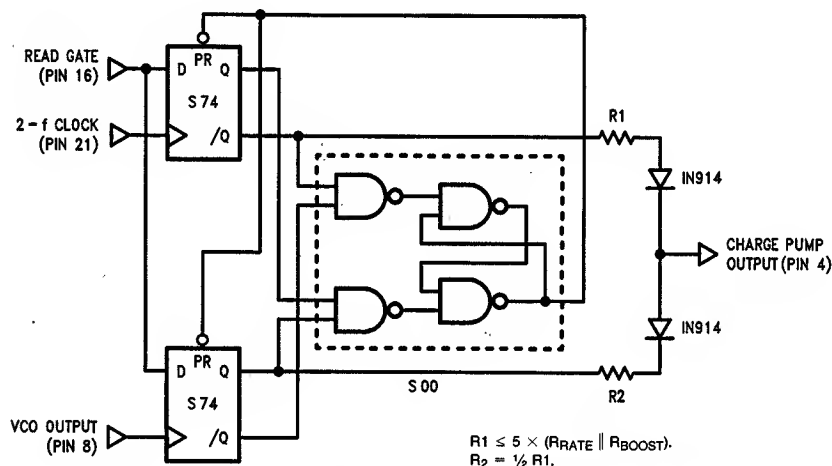 READ GATE
(PIN 16)
D PR Q
S74
/Q
2-f CLOCK
(PIN 21)
R1
IN914
CHARGE PUMP
OUTPUT (PIN 4)
IN914
D PR Q
S74
/Q
S00
R2
VCO OUTPUT
(PIN 8)
R1 ≤ 5 × (RRATE ∥ RBOOST).
R2 = ½ R1.